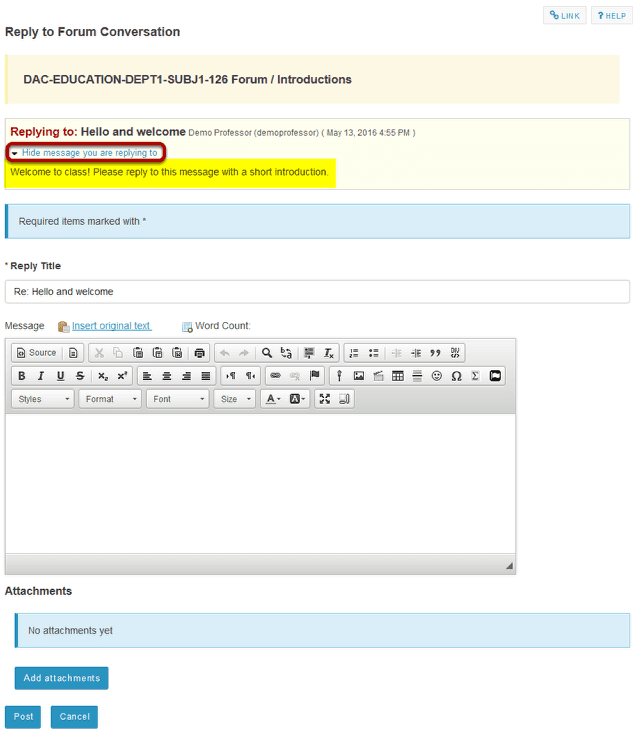 LINK ? HELP
Reply to Forum Conversation
DAC-EDUCATION-DEPT1-SUBJ1-126 Forum / Introductions
Replying to: Hello and welcome Demo Professor (demoprofessor) ( May 13, 2016 4:55 PM )
Hide message you are replying to
Welcome to class! Please reply to this message with a short introduction.
Required items marked with *
* Reply Title
Re: Hello and welcome
Message Insert original text Word Count:
Source
B I U S x₂ x²
Styles Format Font Size A A
Attachments
No attachments yet
Add attachments
Post Cancel